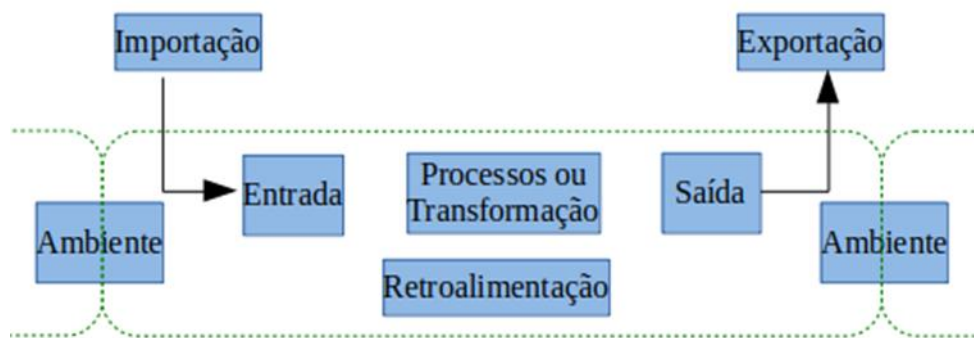 Importação
Exportação
Entrada
Processos ou
Transformação
Saída
Ambiente
Ambiente
Retroalimentação